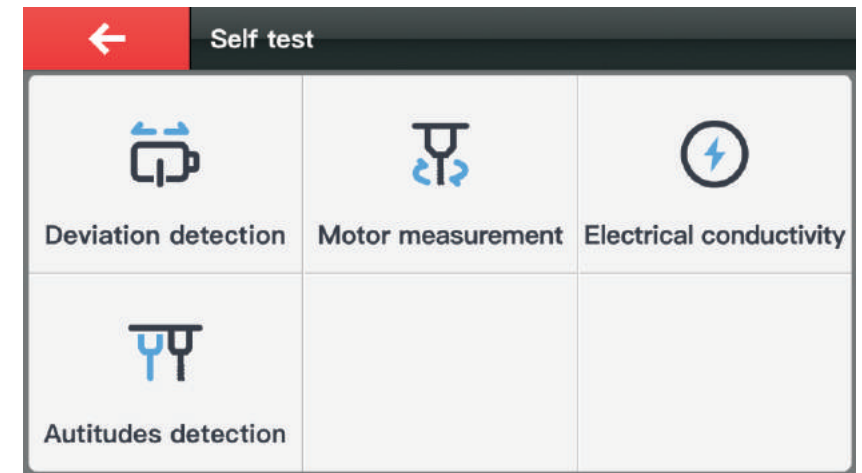 Self test
Deviation detection
Motor measurement
Electrical conductivity
Autitudes detection